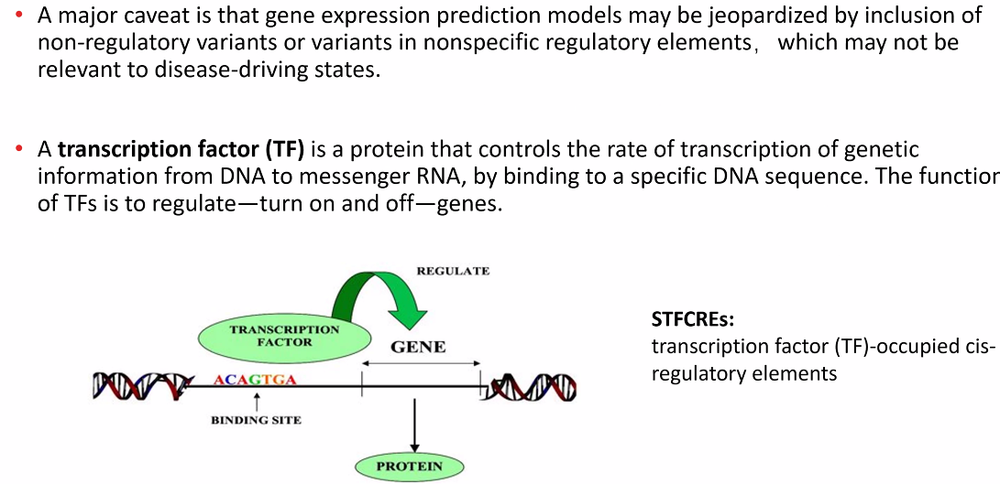 • A major caveat is that gene expression prediction models may be jeopardized by inclusion of
non-regulatory variants or variants in nonspecific regulatory elements， which may not be
relevant to disease-driving states.
• A transcription factor (TF) is a protein that controls the rate of transcription of genetic
information from DNA to messenger RNA, by binding to a specific DNA sequence. The function
of TFs is to regulate—turn on and off—genes.
REGULATE
TRANSCRIPTION
FACTOR
GENE
ACAGTGA
BINDING SITE
PROTEIN
STFCREs:
transcription factor (TF)-occupied cis-
regulatory elements